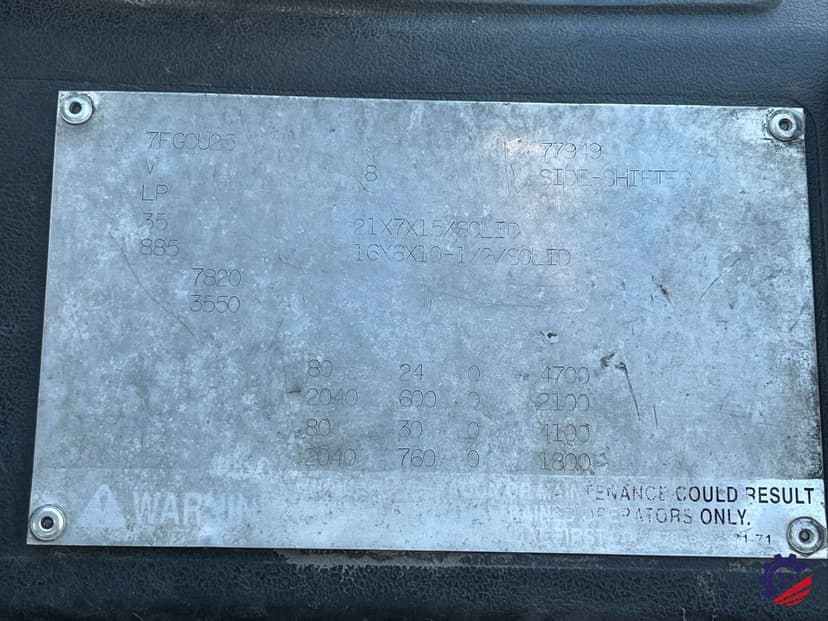 7FGCU25 77949
V 8 SIDE-SHIFTER
LP
35 21X7X15/SOLID
885 16X6X10-1/2/SOLID
7820
3550
80 24 0 4700
2040 600 0 2100
80 30 0 4100
2040 760 0 1800
WARNING MAINTENANCE COULD RESULT
OPERATORS ONLY.